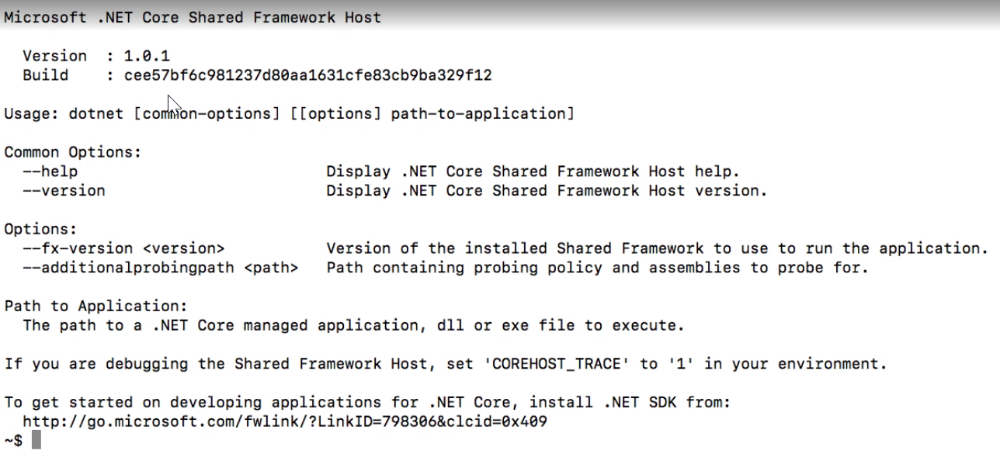 Microsoft .NET Core Shared Framework Host
Version : 1.0.1
Build : cee57bf6c981237d80aa1631cfe83cb9ba329f12
Usage: dotnet [common-options] [[options] path-to-application]
Common Options:
--help Display .NET Core Shared Framework Host help.
--version Display .NET Core Shared Framework Host version.
Options:
--fx-version <version> Version of the installed Shared Framework to use to run the application.
--additionalprobingpath <path> Path containing probing policy and assemblies to probe for.
Path to Application:
The path to a .NET Core managed application, dll or exe file to execute.
If you are debugging the Shared Framework Host, set 'COREHOST_TRACE' to '1' in your environment.
To get started on developing applications for .NET Core, install .NET SDK from:
http://go.microsoft.com/fwlink/?LinkID=798306&clcid=0x409
~$